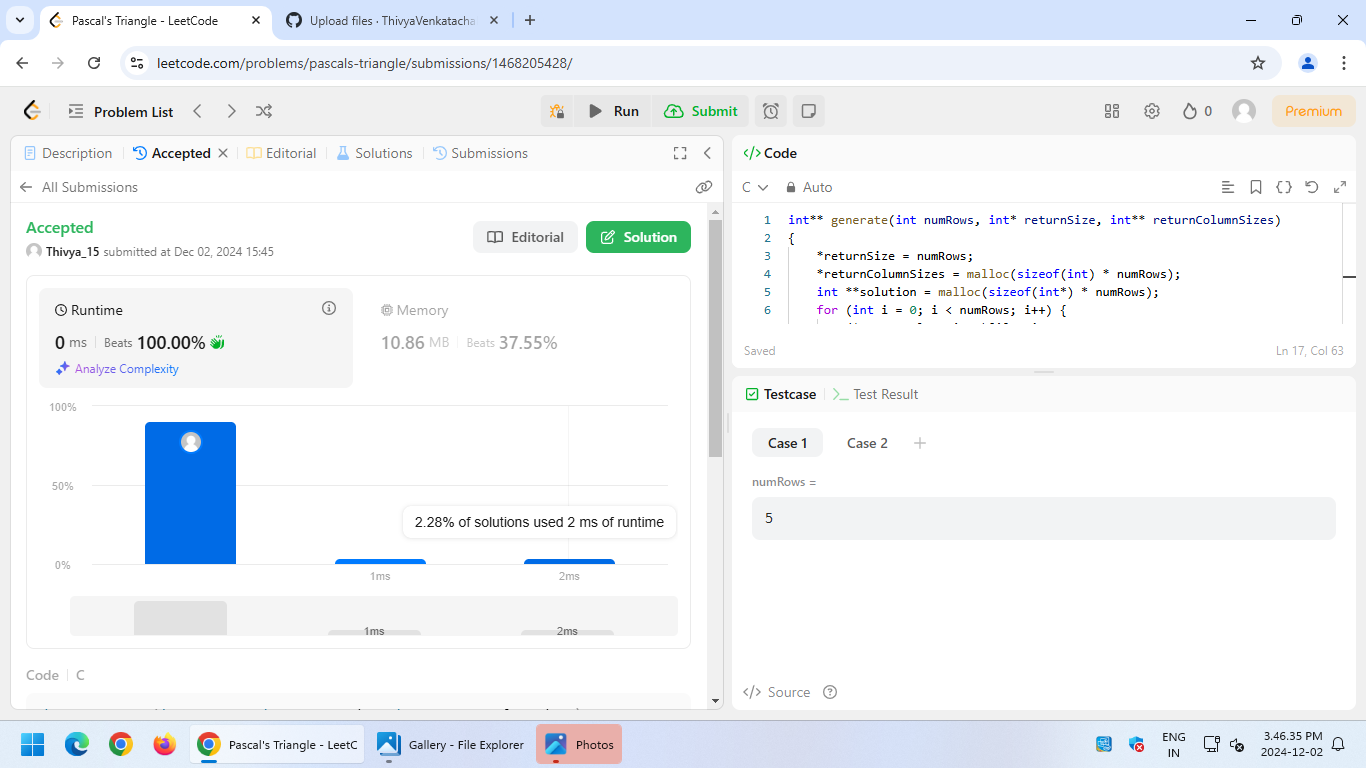 Pascal's Triangle - LeetCode
Upload files · ThivyaVenkatacha
leetcode.com/problems/pascals-triangle/submissions/1468205428/
Problem List
Run
Submit
0
Premium
Description
Accepted
Editorial
Solutions
Submissions
All Submissions
Accepted
Thivya_15 submitted at Dec 02, 2024 15:45
Editorial
Solution
Runtime
0 ms
Beats 100.00%
Analyze Complexity
Memory
10.86 MB
Beats 37.55%
100%
50%
0%
2.28% of solutions used 2 ms of runtime
1ms
2ms
1ms
2ms
Code
C
</> Code
C
Auto
1 int** generate(int numRows, int* returnSize, int** returnColumnSizes)
2 {
3 *returnSize = numRows;
4 *returnColumnSizes = malloc(sizeof(int) * numRows);
5 int **solution = malloc(sizeof(int*) * numRows);
6 for (int i = 0; i < numRows; i++) {
Saved
Ln 17, Col 63
Testcase
Test Result
Case 1
Case 2
numRows =
5
</> Source
Pascal's Triangle - LeetC
Gallery - File Explorer
Photos
ENG
IN
3.46.35 PM
2024-12-02